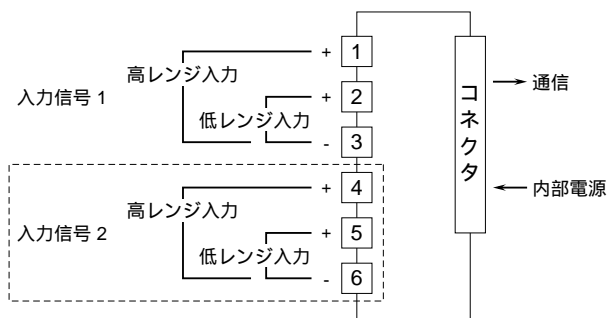 入力信号 1
高レンジ入力
低レンジ入力
+ 1
+ 2
- 3
入力信号 2
高レンジ入力
低レンジ入力
+ 4
+ 5
- 6
コネクタ
通信
内部電源